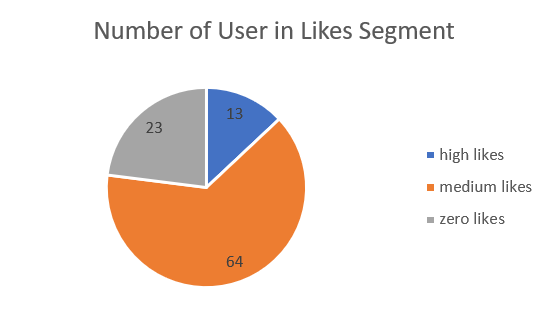 Number of User in Likes Segment
13
23
64
high likes
medium likes
zero likes